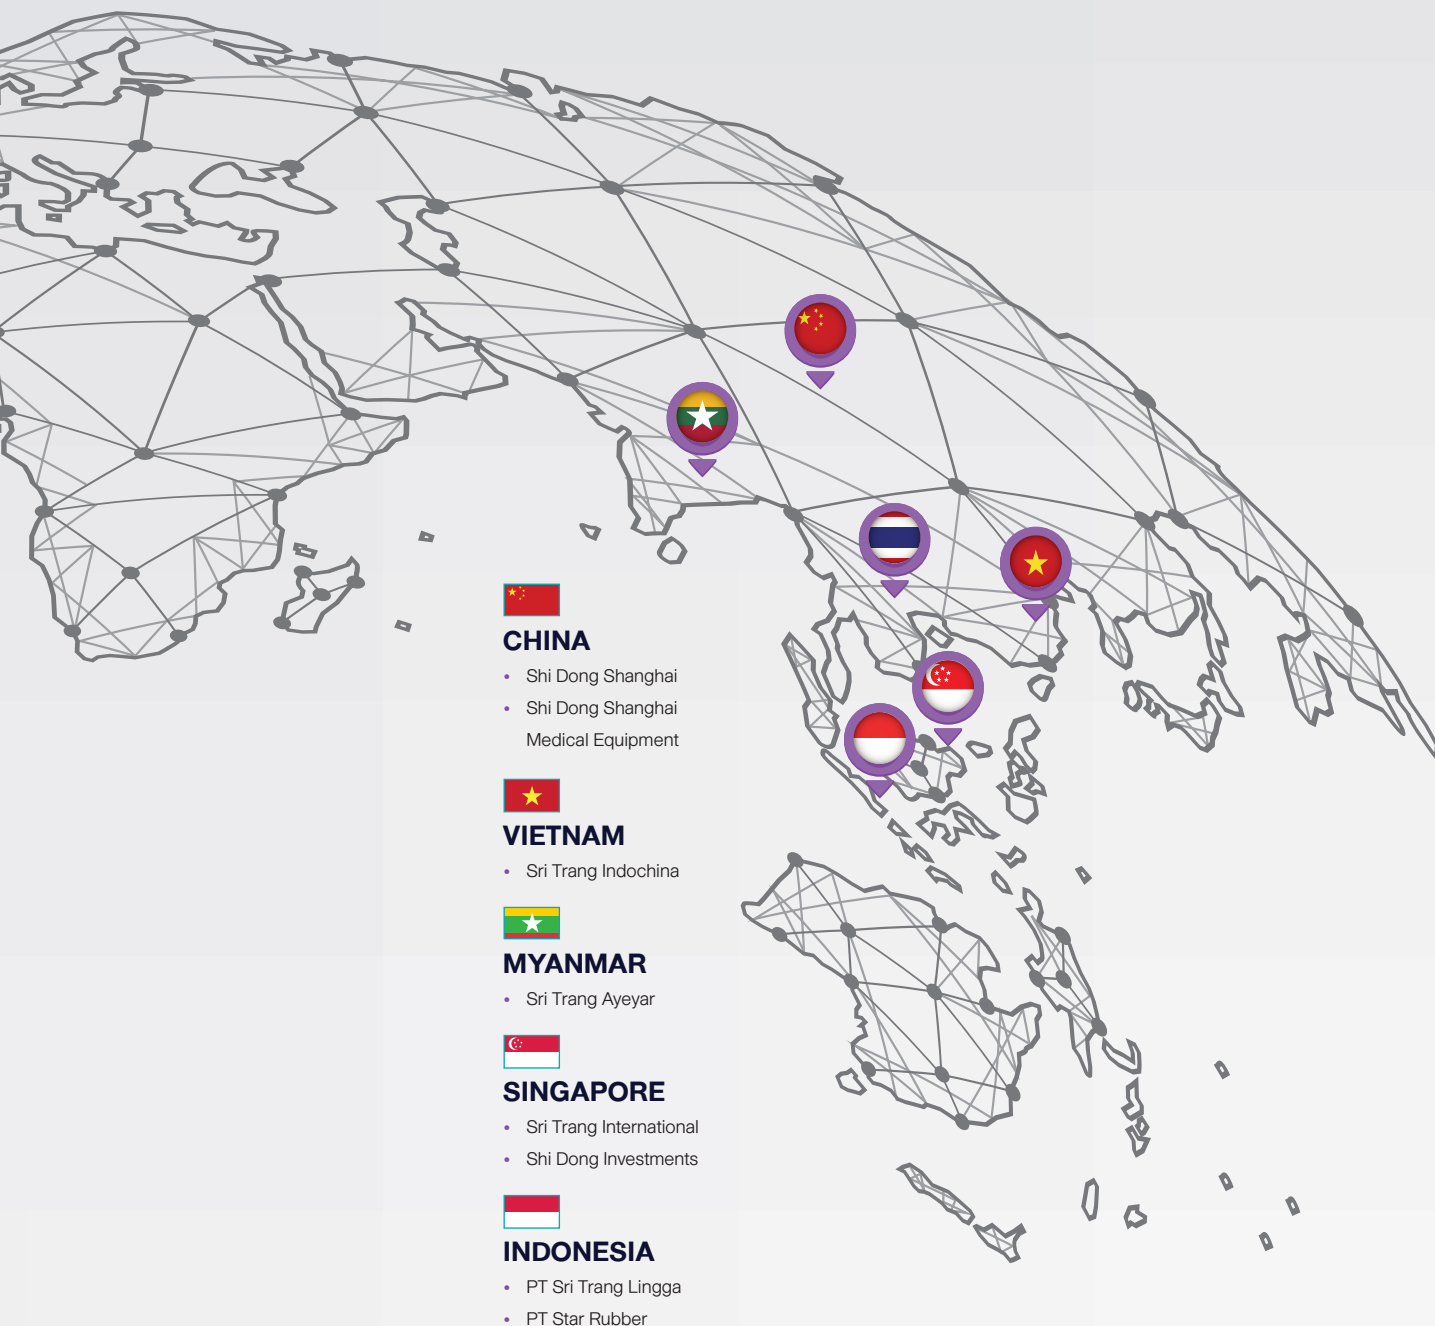 CHINA
• Shi Dong Shanghai
• Shi Dong Shanghai
Medical Equipment
VIETNAM
• Sri Trang Indochina
MYANMAR
• Sri Trang Ayeyar
SINGAPORE
• Sri Trang International
• Shi Dong Investments
INDONESIA
• PT Sri Trang Lingga
• PT Star Rubber